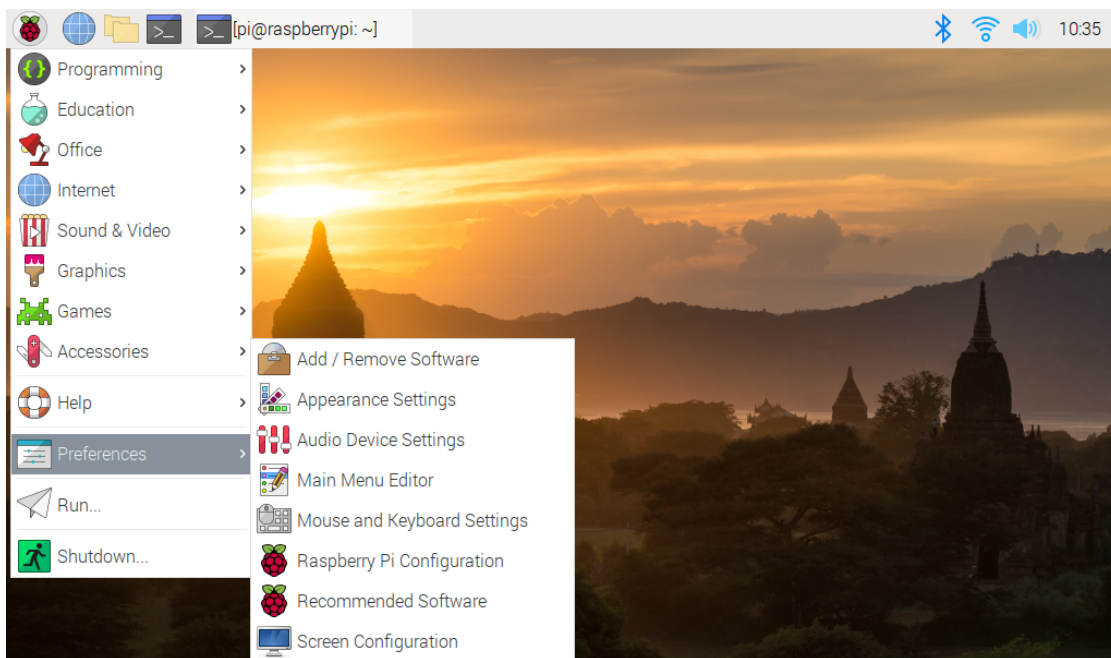 [pi@raspberrypi: ~]
10:35
Programming
Education
Office
Internet
Sound & Video
Graphics
Games
Accessories
Help
Preferences
Run...
Shutdown...
Add / Remove Software
Appearance Settings
Audio Device Settings
Main Menu Editor
Mouse and Keyboard Settings
Raspberry Pi Configuration
Recommended Software
Screen Configuration